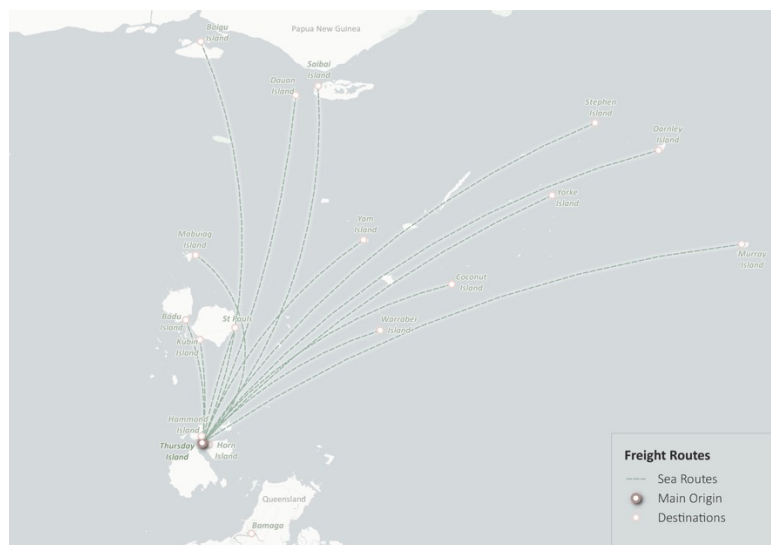 Boigu
Island
Papua New Guinea
Saibai
Island
Dauan
Island
Stephen
Island
Darnley
Island
Yorke
Island
Yam
Island
Mabuiag
Island
Murray
Island
Coconut
Island
Badu
Island
St Pauls
Warraber
Island
Kubin
Island
Hammond
Island
Thursday
Island
Horn
Island
Freight Routes
Sea Routes
Main Origin
Destinations
Queensland
Bamaga